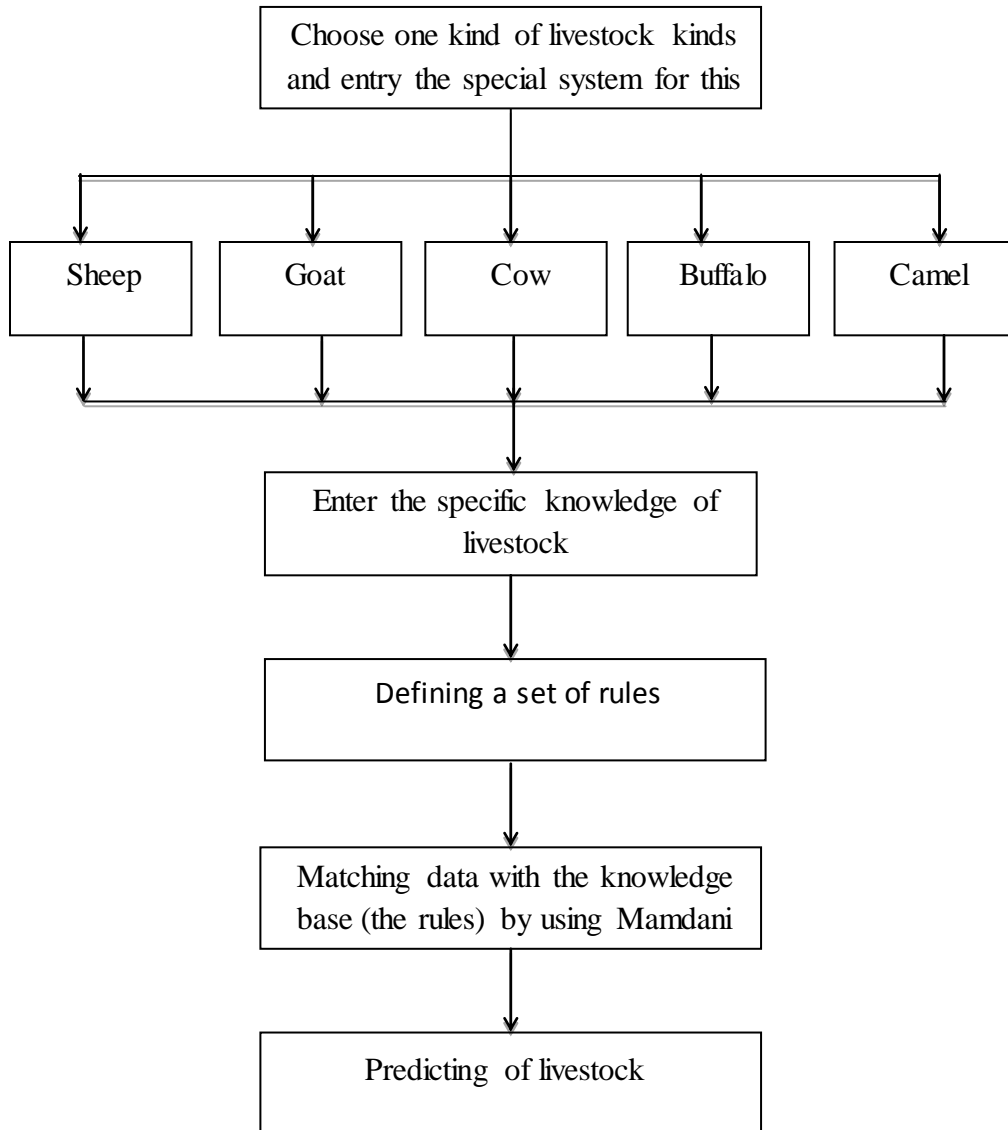 Choose one kind of livestock kinds
and entry the special system for this
Sheep
Goat
Cow
Buffalo
Camel
Enter the specific knowledge of
livestock
Defining a set of rules
Matching data with the knowledge
base (the rules) by using Mamdani
Predicting of livestock